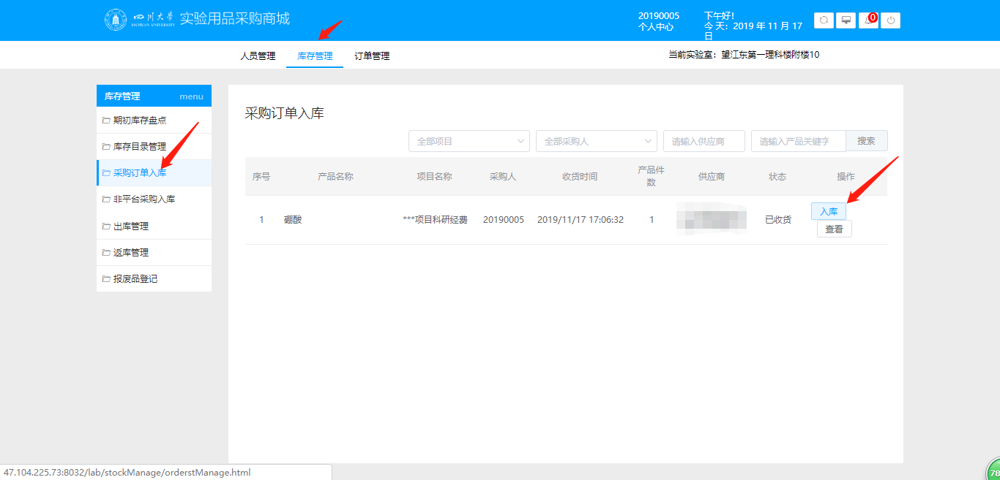 四川大学 实验用品采购商城
SICHUAN UNIVERSITY
20190005
个人中心
下午好！
今 天：2019 年 11 月 17
日
0
人员管理
库存管理
订单管理
当前实验室：望江东第一理科楼附楼10
库存管理 menu
期初库存盘点
库存目录管理
采购订单入库
非平台采购入库
出库管理
返库管理
报废品登记
采购订单入库
全部项目
全部采购人
请输入供应商
请输入产品关键字
搜索
序号 产品名称 项目名称 采购人 收货时间 产品件数 供应商 状态 操作
1 硼酸 ***项目科研经费 20190005 2019/11/17 17:06:32 1 已收货 入库
查看
47.104.225.73:8032/lab/stockManage/orderstManage.html
78